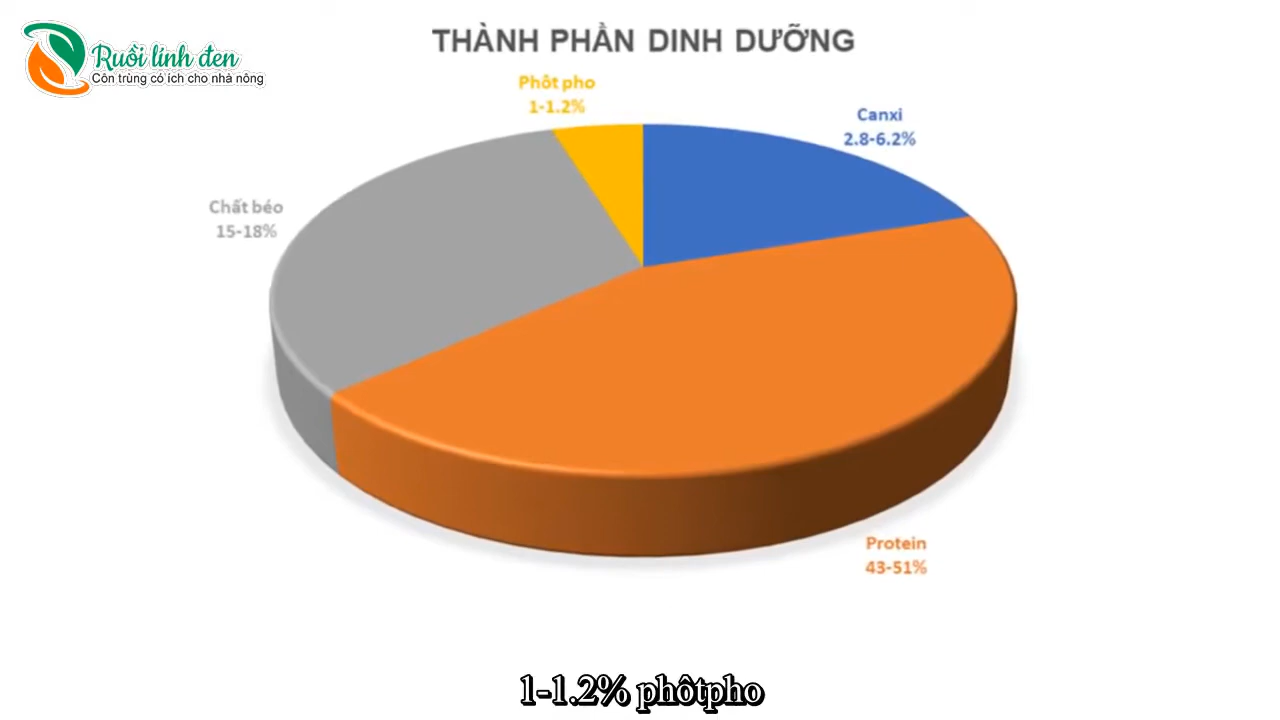 Ruồi lính đen
Côn trùng có ích cho nhà nông
THÀNH PHẦN DINH DƯỠNG
Phôt pho
1-1.2%
Canxi
2.8-6.2%
Chất béo
15-18%
Protein
43-51%
1-1.2% phôtpho